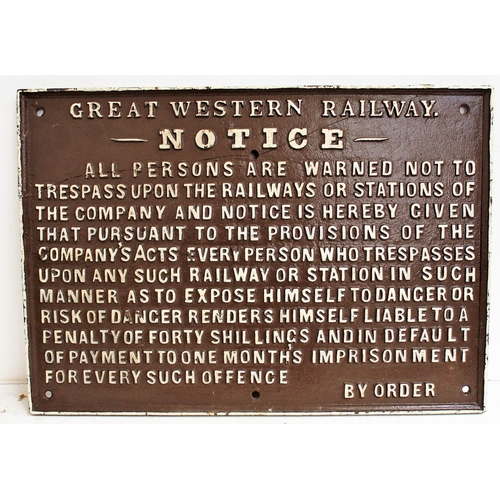 GREAT WESTERN RAILWAY.
— NOTICE —
ALL PERSONS ARE WARNED NOT TO
TRESPASS UPON THE RAILWAYS OR STATIONS OF
THE COMPANY AND NOTICE IS HEREBY GIVEN
THAT PURSUANT TO THE PROVISIONS OF THE
COMPANY'S ACTS EVERY PERSON WHO TRESPASSES
UPON ANY SUCH RAILWAY OR STATION IN SUCH
MANNER AS TO EXPOSE HIMSELF TO DANGER OR
RISK OF DANGER RENDERS HIMSELF LIABLE TO A
PENALTY OF FORTY SHILLINGS AND IN DEFAULT
OF PAYMENT TO ONE MONTHS IMPRISONMENT
FOR EVERY SUCH OFFENCE
BY ORDER